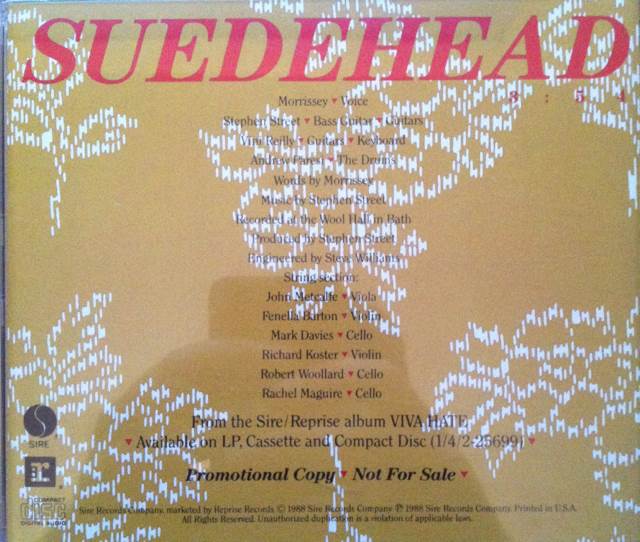 SUEDEHEAD
3:54
Morrissey ▾ Voice
Stephen Street ▾ Bass Guitar ▾ Guitars
Vini Reilly ▾ Guitars ▾ Keyboard
Andrew Paresi ▾ The Drums
Words by Morrissey
Music by Stephen Street
Recorded at the Wool Hall in Bath
Produced by Stephen Street
Engineered by Steve Williams
String section:
John Metcalfe ▾ Viola
Fenella Barton ▾ Violin
Mark Davies ▾ Cello
Richard Koster ▾ Violin
Robert Woollard ▾ Cello
Rachel Maguire ▾ Cello
From the Sire/Reprise album VIVA HATE
▾ Available on LP, Cassette and Compact Disc (1/4/2-25699) ▾
Promotional Copy ▾ Not For Sale ▾
SIRE
r
COMPACT
disc
DIGITAL AUDIO
Sire Records Company, marketed by Reprise Records. © 1988 Sire Records Company ℗ 1988 Sire Records Company. Printed in U.S.A.
All Rights Reserved. Unauthorized duplication is a violation of applicable laws.